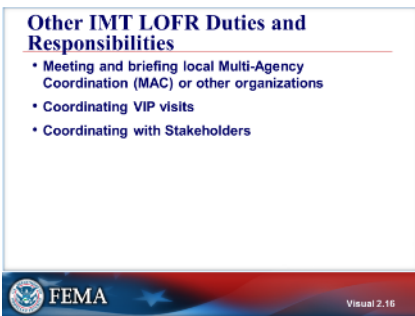 Other IMT LOFR Duties and
Responsibilities
• Meeting and briefing local Multi-Agency
Coordination (MAC) or other organizations
• Coordinating VIP visits
• Coordinating with Stakeholders
FEMA
Visual 2.16